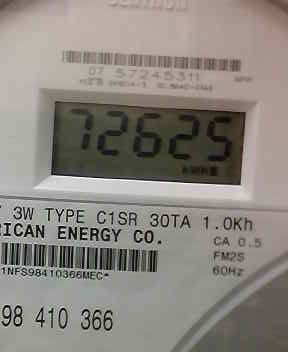 07 57245311
72625
3W TYPE C1SR 30TA 1.0Kh
RICAN ENERGY CO.
CA 0.5
FM2S
60Hz
1NFS98410366MEC*
98 410 366